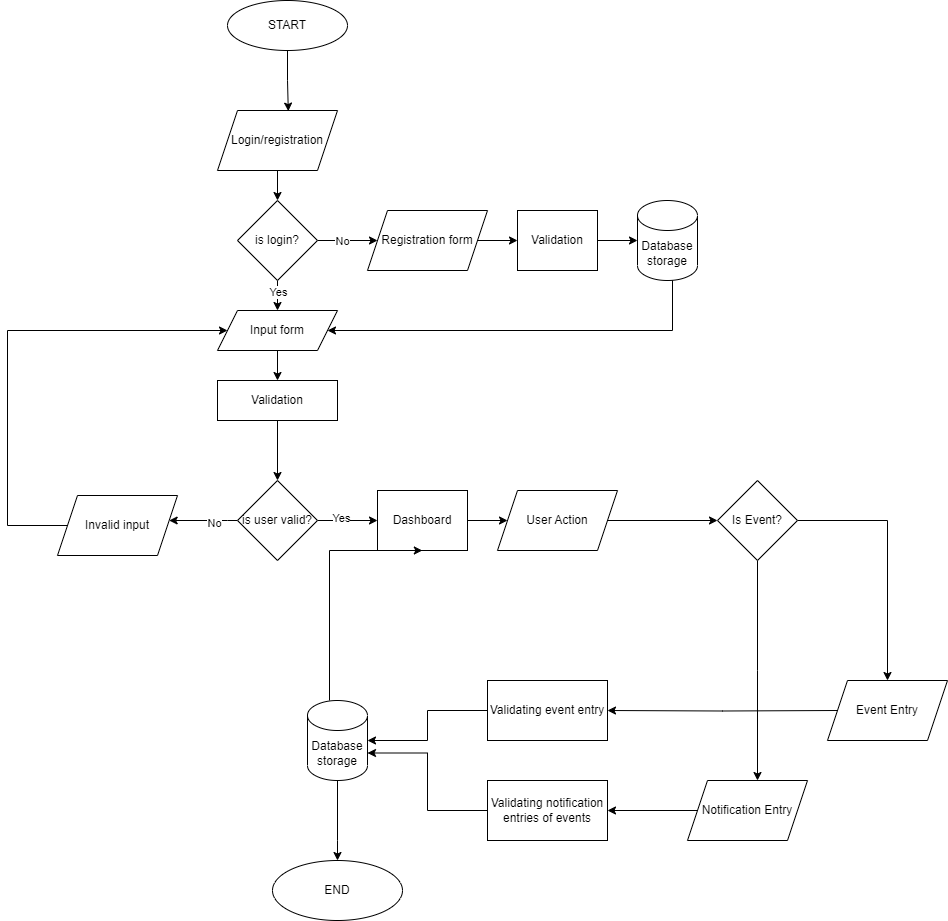 START
Login/registration
is login?
No
Registration form
Validation
Database
storage
Yes
Input form
Validation
Invalid input
No
is user valid?
Yes
Dashboard
User Action
Is Event?
Validating event entry
Event Entry
Database
storage
Validating notification
entries of events
Notification Entry
END